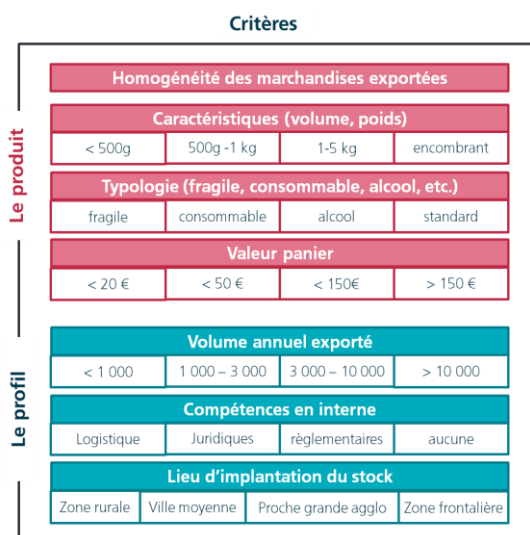 Critères
Le produit
Homogénéité des marchandises exportées
Caractéristiques (volume, poids)
< 500g 500g -1 kg 1-5 kg encombrant
Typologie (fragile, consommable, alcool, etc.)
fragile consommable alcool standard
Valeur panier
< 20 € < 50 € < 150€ > 150 €
Le profil
Volume annuel exporté
< 1 000 1 000 – 3 000 3 000 – 10 000 > 10 000
Compétences en interne
Logistique Juridiques règlementaires aucune
Lieu d’implantation du stock
Zone rurale Ville moyenne Proche grande agglo Zone frontalière